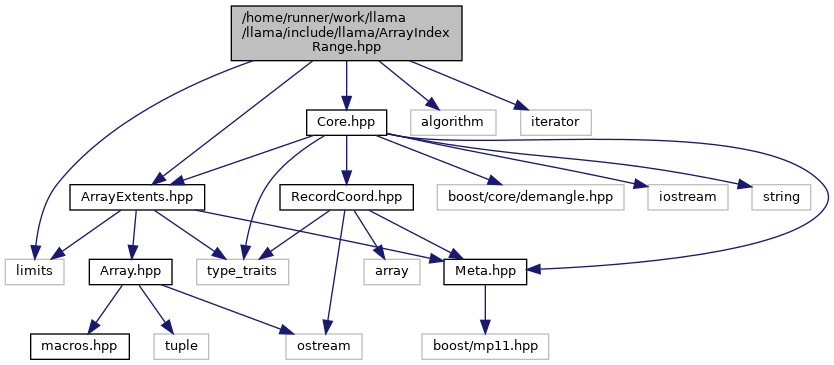 /home/runner/work/llama
/llama/include/llama/ArrayIndex
Range.hpp
Core.hpp
algorithm
iterator
ArrayExtents.hpp
RecordCoord.hpp
boost/core/demangle.hpp
iostream
string
limits
Array.hpp
type_traits
array
Meta.hpp
macros.hpp
tuple
ostream
boost/mp11.hpp